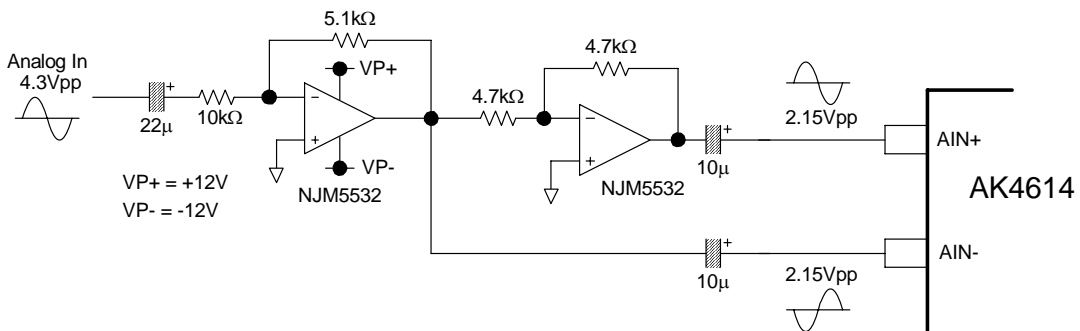 5.1kΩ
Analog In
4.3Vpp
+
22μ
10kΩ
−
+
VP+
VP-
NJM5532
VP+ = +12V
VP- = -12V
4.7kΩ
4.7kΩ
−
+
NJM5532
+
10μ
2.15Vpp
AIN+
AK4614
+
10μ
2.15Vpp
AIN-